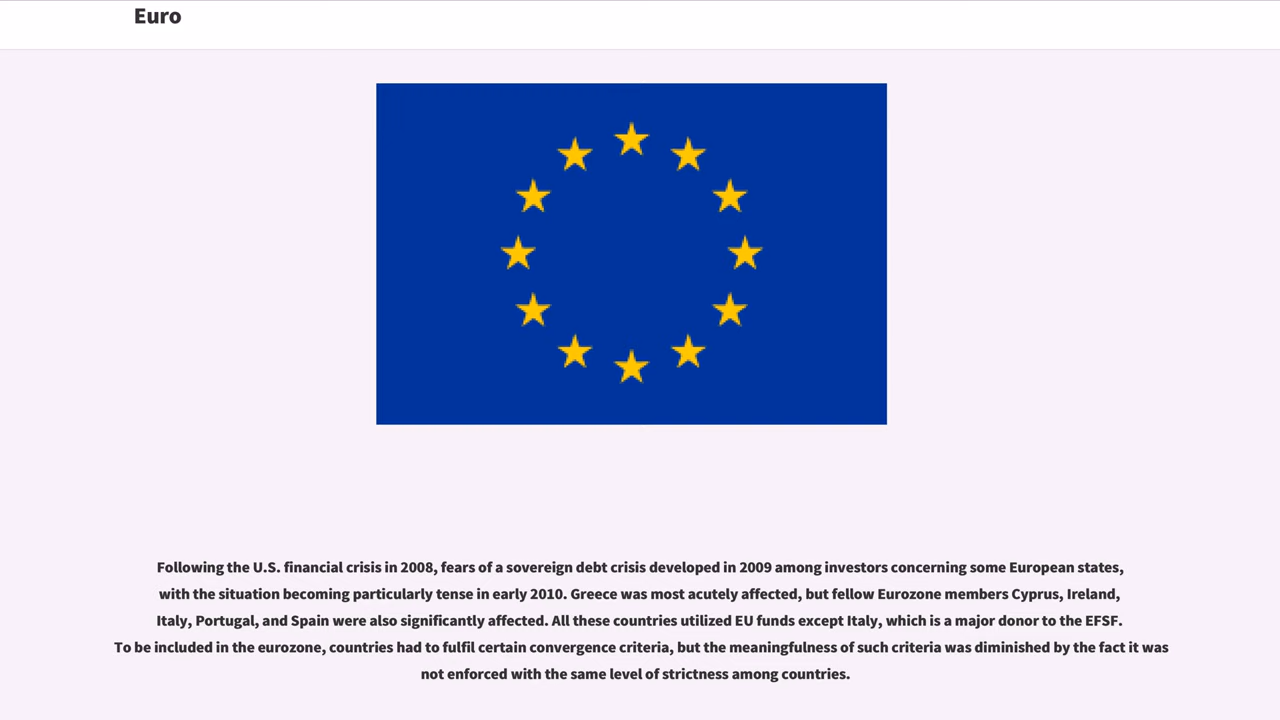 Euro
Following the U.S. financial crisis in 2008, fears of a sovereign debt crisis developed in 2009 among investors concerning some European states,
with the situation becoming particularly tense in early 2010. Greece was most acutely affected, but fellow Eurozone members Cyprus, Ireland,
Italy, Portugal, and Spain were also significantly affected. All these countries utilized EU funds except Italy, which is a major donor to the EFSF.
To be included in the eurozone, countries had to fulfil certain convergence criteria, but the meaningfulness of such criteria was diminished by the fact it was
not enforced with the same level of strictness among countries.